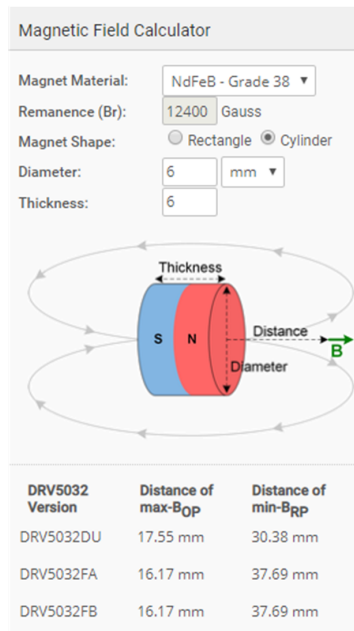 Magnetic Field Calculator
Magnet Material: NdFeB - Grade 38
Remanence (Br): 12400 Gauss
Magnet Shape: Rectangle Cylinder
Diameter: 6 mm
Thickness: 6
Thickness
S N Distance
B
Diameter
DRV5032 Distance of Distance of
Version max-BOP min-BRP
DRV5032DU 17.55 mm 30.38 mm
DRV5032FA 16.17 mm 37.69 mm
DRV5032FB 16.17 mm 37.69 mm